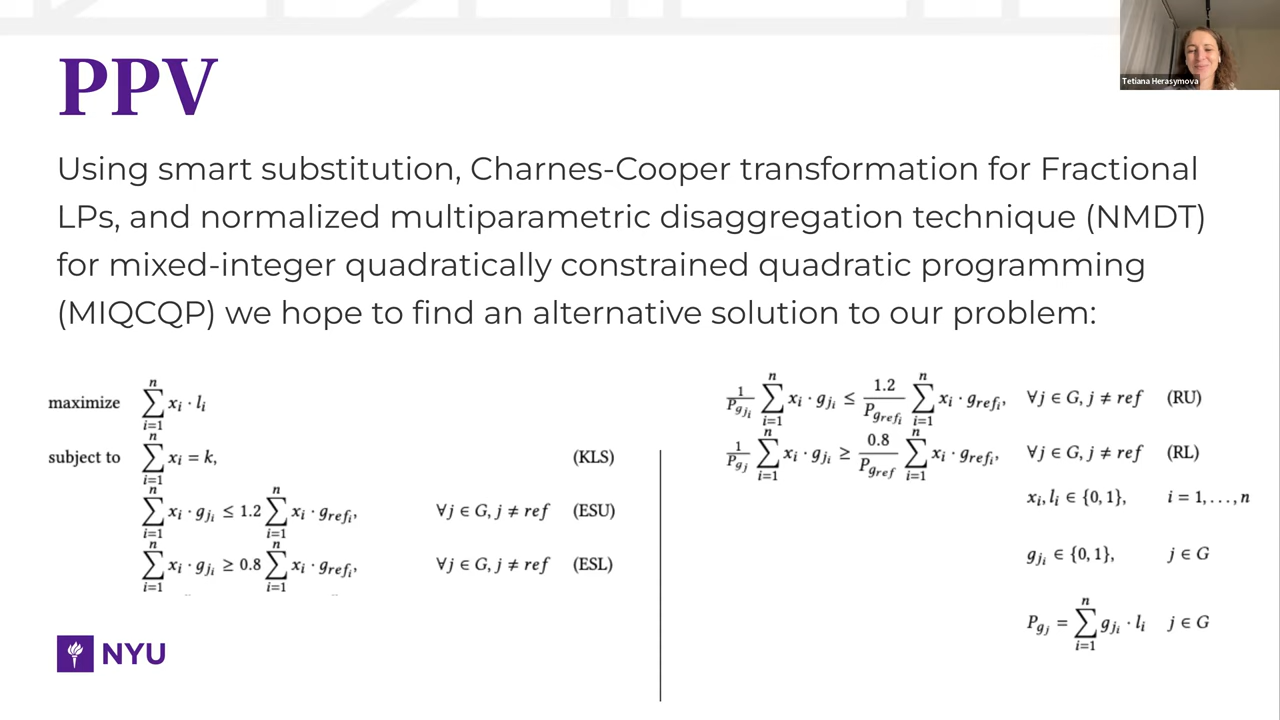 Tetiana Herasymova
PPV
Using smart substitution, Charnes-Cooper transformation for Fractional
LPs, and normalized multiparametric disaggregation technique (NMDT)
for mixed-integer quadratically constrained quadratic programming
(MIQCQP) we hope to find an alternative solution to our problem:
maximize ∑_{i=1}^{n} x_i · l_i
subject to ∑_{i=1}^{n} x_i = k, (KLS)
∑_{i=1}^{n} x_i · g_{j_i} ≤ 1.2 ∑_{i=1}^{n} x_i · g_{ref_i}, ∀j ∈ G, j ≠ ref (ESU)
∑_{i=1}^{n} x_i · g_{j_i} ≥ 0.8 ∑_{i=1}^{n} x_i · g_{ref_i}, ∀j ∈ G, j ≠ ref (ESL)
1/P_{g_{j_i}} ∑_{i=1}^{n} x_i · g_{j_i} ≤ 1.2/P_{g_{ref_i}} ∑_{i=1}^{n} x_i · g_{ref_i}, ∀j ∈ G, j ≠ ref (RU)
1/P_{g_j} ∑_{i=1}^{n} x_i · g_{j_i} ≥ 0.8/P_{g_{ref}} ∑_{i=1}^{n} x_i · g_{ref_i}, ∀j ∈ G, j ≠ ref (RL)
x_i, l_i ∈ {0, 1}, i = 1, . . . , n
g_{j_i} ∈ {0, 1}, j ∈ G
P_{g_j} = ∑_{i=1}^{n} g_{j_i} · l_i j ∈ G
NYU